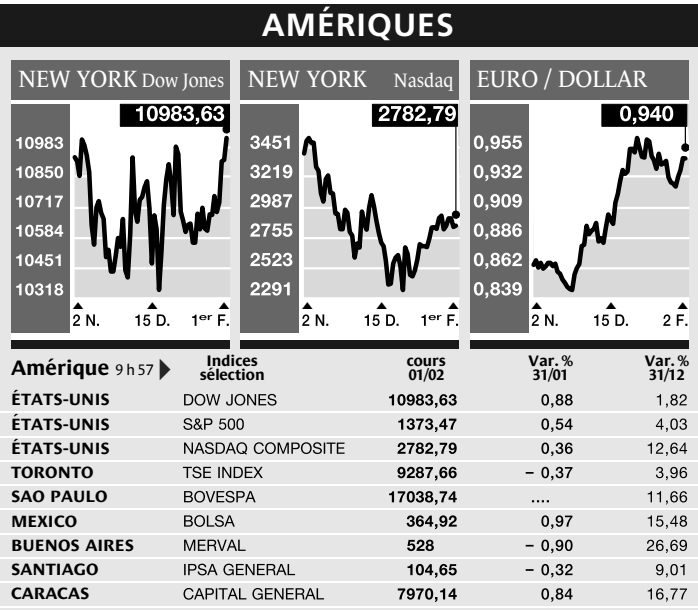 AMÉRIQUES
NEW YORK Dow Jones
10983,63
10983
10850
10717
10584
10451
10318
2 N. 15 D. 1er F.
NEW YORK Nasdaq
2782,79
3451
3219
2987
2755
2523
2291
2 N. 15 D. 1er F.
EURO / DOLLAR
0,940
0,955
0,932
0,909
0,886
0,862
0,839
2 N. 15 D. 2 F.
Amérique 9 h 57 Indices sélection cours 01/02 Var. % 31/01 Var. % 31/12
ÉTATS-UNIS DOW JONES 10983,63 0,88 1,82
ÉTATS-UNIS S&P 500 1373,47 0,54 4,03
ÉTATS-UNIS NASDAQ COMPOSITE 2782,79 0,36 12,64
TORONTO TSE INDEX 9287,66 – 0,37 3,96
SAO PAULO BOVESPA 17038,74 .... 11,66
MEXICO BOLSA 364,92 0,97 15,48
BUENOS AIRES MERVAL 528 – 0,90 26,69
SANTIAGO IPSA GENERAL 104,65 – 0,32 9,01
CARACAS CAPITAL GENERAL 7970,14 0,84 16,77